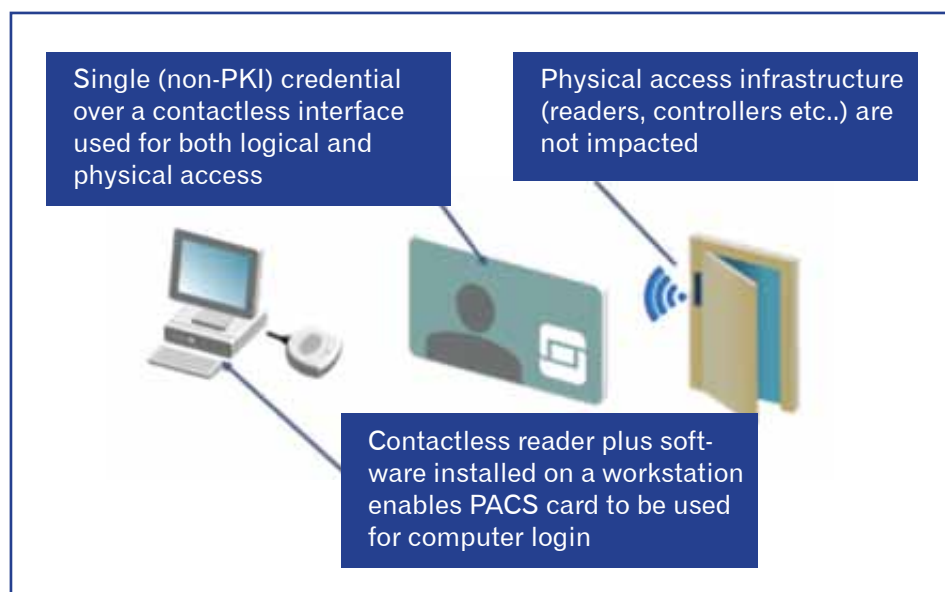 Single (non-PKI) credential
over a contactless interface
used for both logical and
physical access
Physical access infrastructure
(readers, controllers etc..) are
not impacted
Contactless reader plus soft-
ware installed on a workstation
enables PACS card to be used
for computer login